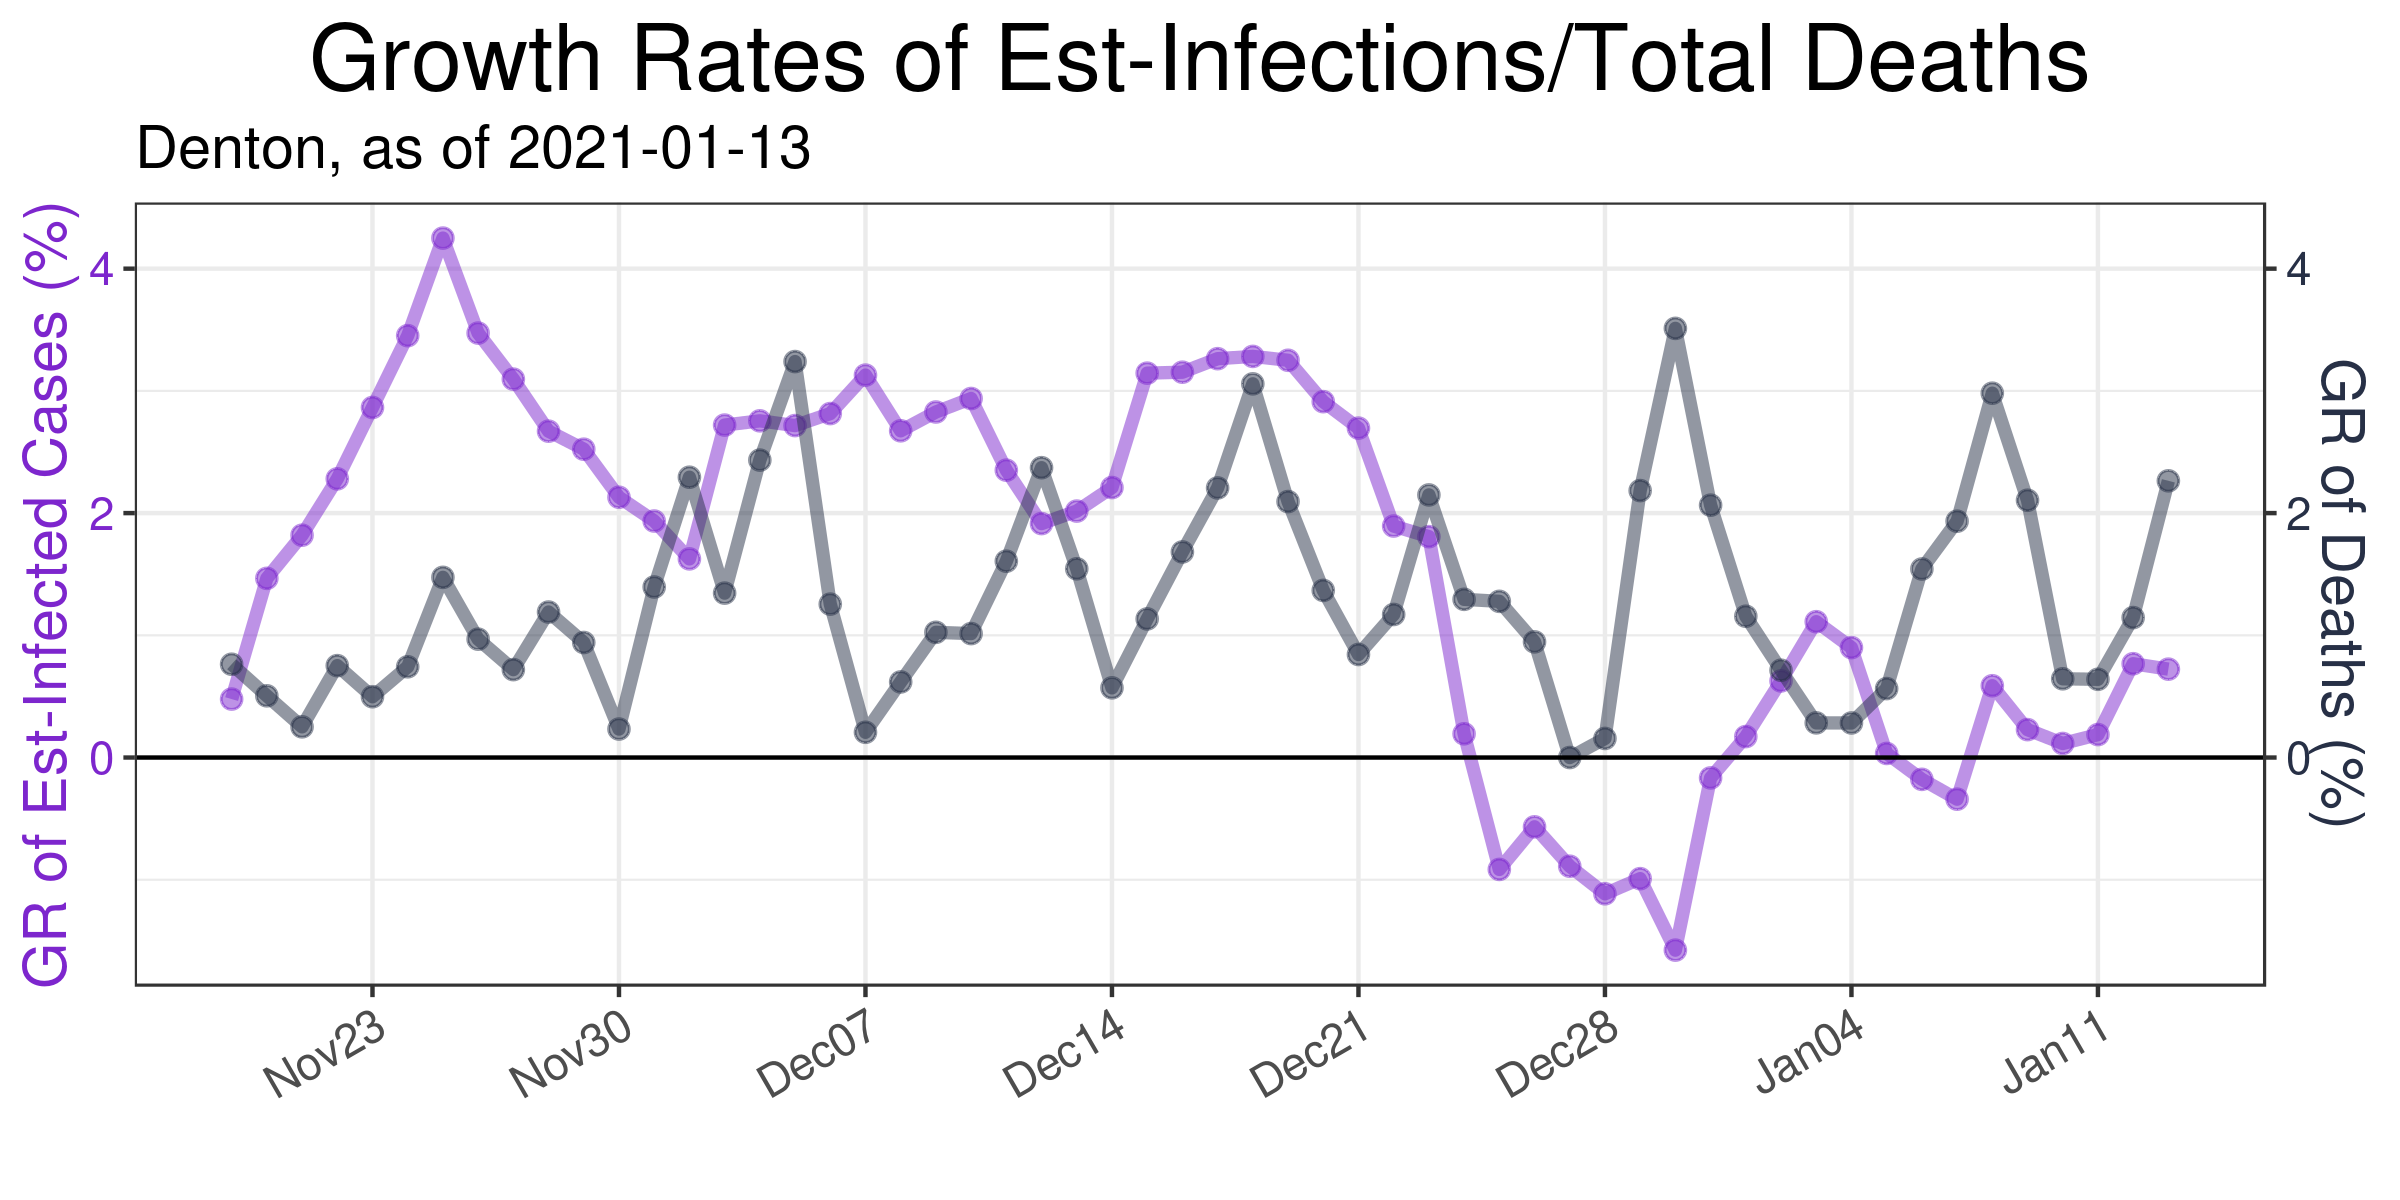 Growth Rates of Est-Infections/Total Deaths
Denton, as of 2021-01-13
GR of Est-Infected Cases (%)
4
2
0
4
2
0
GR of Deaths (%)
Nov23
Nov30
Dec07
Dec14
Dec21
Dec28
Jan04
Jan11